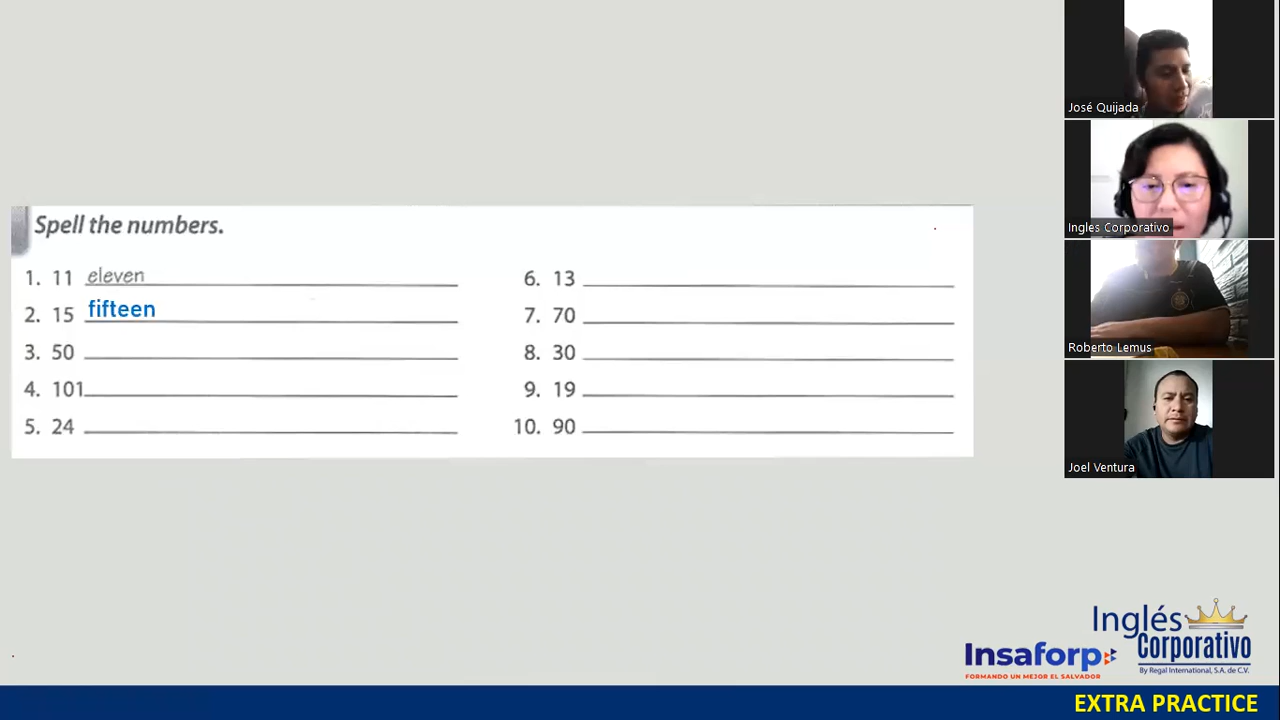 Spell the numbers.
1. 11 eleven
2. 15 fifteen
3. 50
4. 101
5. 24
6. 13
7. 70
8. 30
9. 19
10. 90
José Quijada
Ingles Corporativo
Roberto Lemus
Joel Ventura
Insaforp
FORMANDO UN MEJOR EL SALVADOR
Inglés
Corporativo
By Regal International, S.A. de C.V.
EXTRA PRACTICE